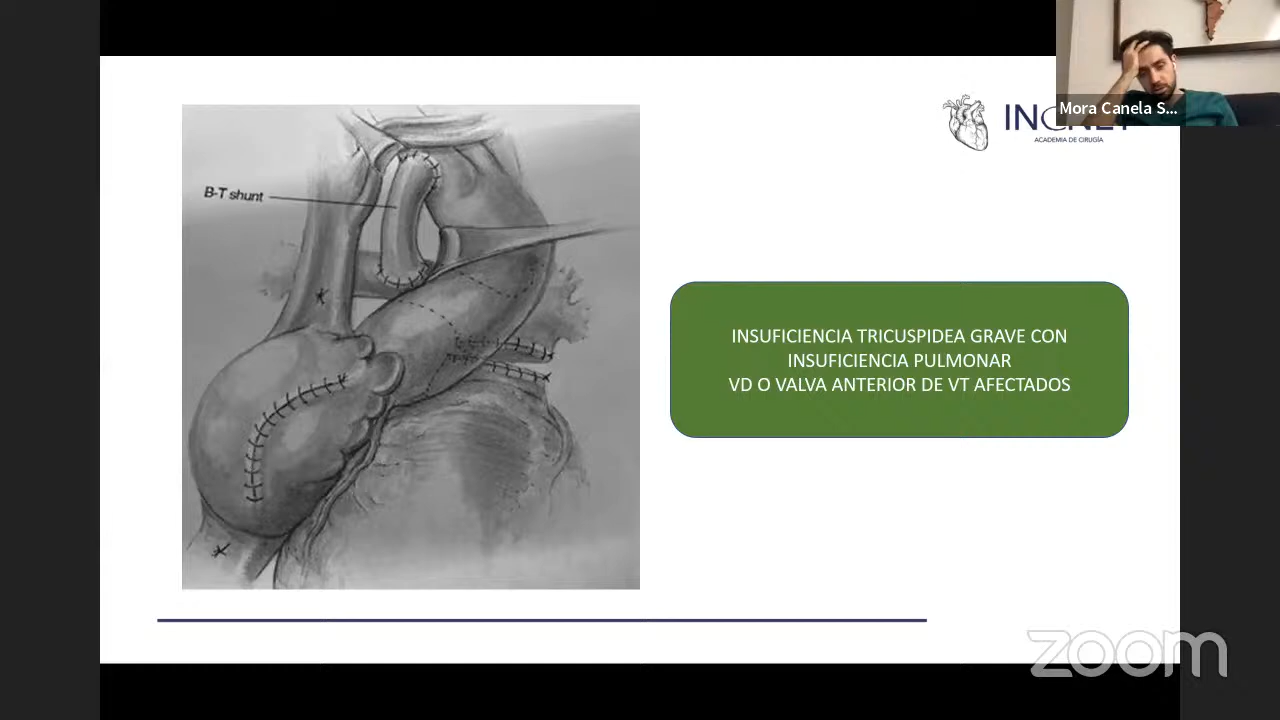 Mora Canela S...
ACADEMIA DE CIRUGÍA
B-T shunt
INSUFICIENCIA TRICUSPIDEA GRAVE CON
INSUFICIENCIA PULMONAR
VD O VALVA ANTERIOR DE VT AFECTADOS
zoom